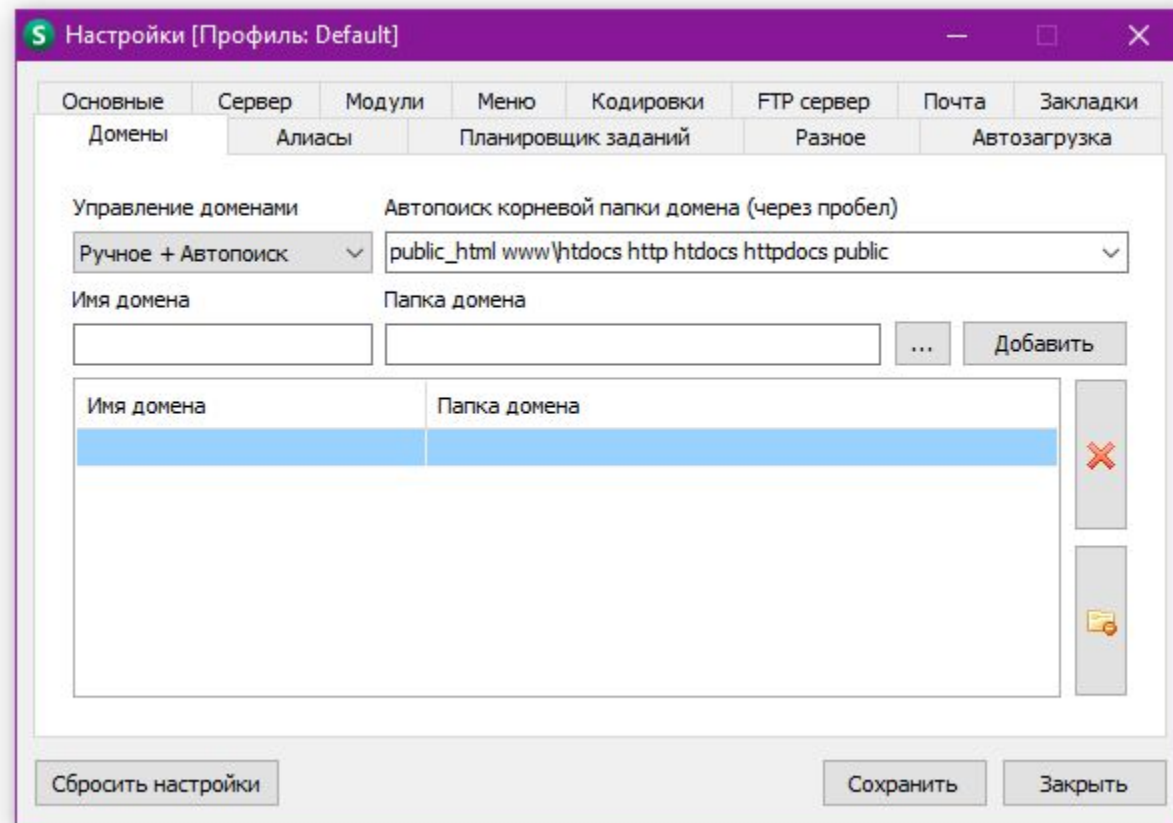 S Настройки [Профиль: Default]
Основные Сервер Модули Меню Кодировки FTP сервер Почта Закладки
Домены Алиасы Планировщик заданий Разное Автозагрузка
Управление доменами Автопоиск корневой папки домена (через пробел)
Ручное + Автопоиск public_html www\htdocs http htdocs httpdocs public
Имя домена Папка домена
... Добавить
Имя домена Папка домена
Сбросить настройки Сохранить Закрыть